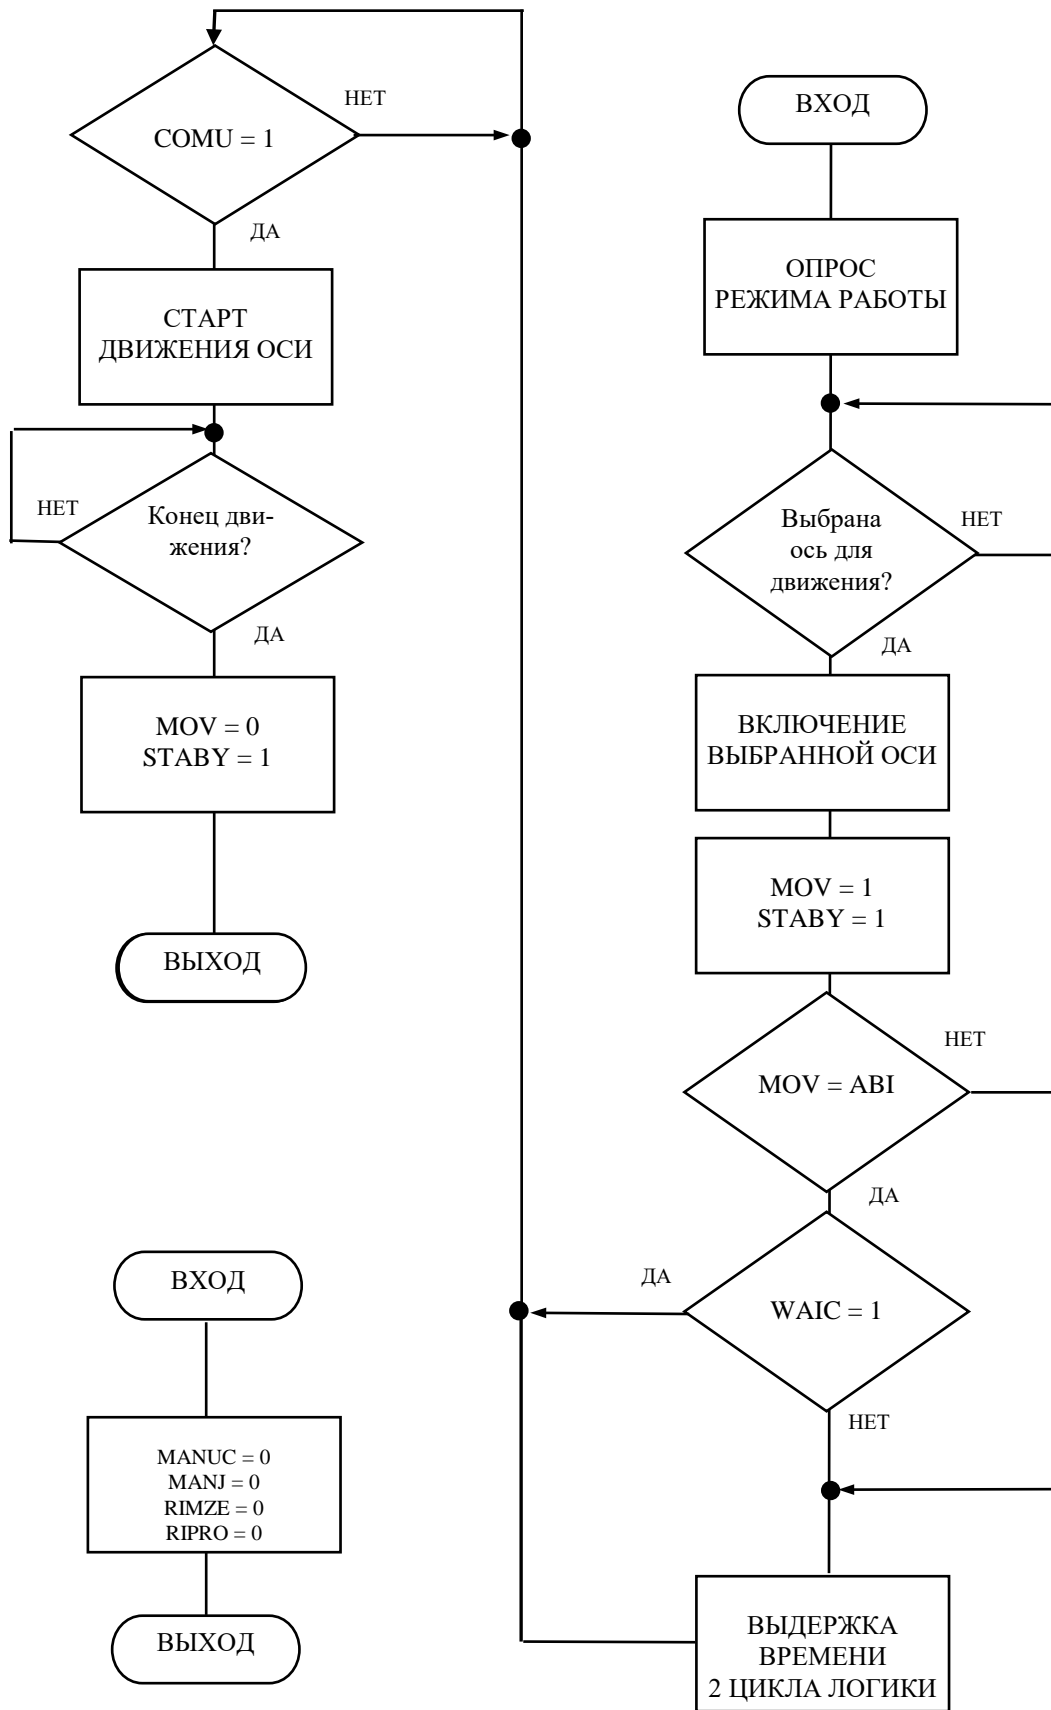 COMU = 1
НЕТ
ДА
СТАРТ
ДВИЖЕНИЯ ОСИ
НЕТ
Конец дви-
жения?
ДА
MOV = 0
STABY = 1
ВЫХОД
ВХОД
MANUC = 0
MANJ = 0
RIMZE = 0
RIPRO = 0
ВЫХОД
ВХОД
ОПРОС
РЕЖИМА РАБОТЫ
Выбрана
ось для
движения?
НЕТ
ДА
ВКЛЮЧЕНИЕ
ВЫБРАННОЙ ОСИ
MOV = 1
STABY = 1
НЕТ
MOV = ABI
ДА
ДА
WAIC = 1
НЕТ
ВЫДЕРЖКА
ВРЕМЕНИ
2 ЦИКЛА ЛОГИКИ